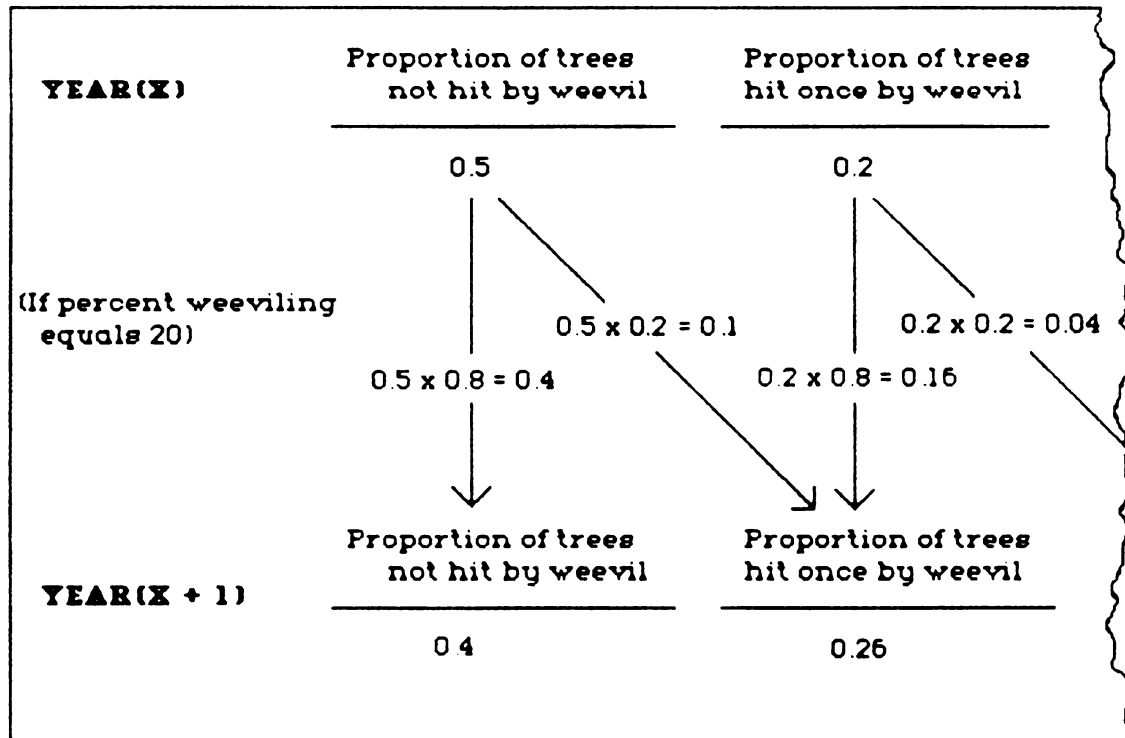 YEAR(X)
Proportion of trees
not hit by weevil
Proportion of trees
hit once by weevil
0.5
0.2
(If percent weeviling
equals 20)
0.5 x 0.2 = 0.1
0.2 x 0.2 = 0.04
0.5 x 0.8 = 0.4
0.2 x 0.8 = 0.16
YEAR(X + 1)
Proportion of trees
not hit by weevil
Proportion of trees
hit once by weevil
0.4
0.26